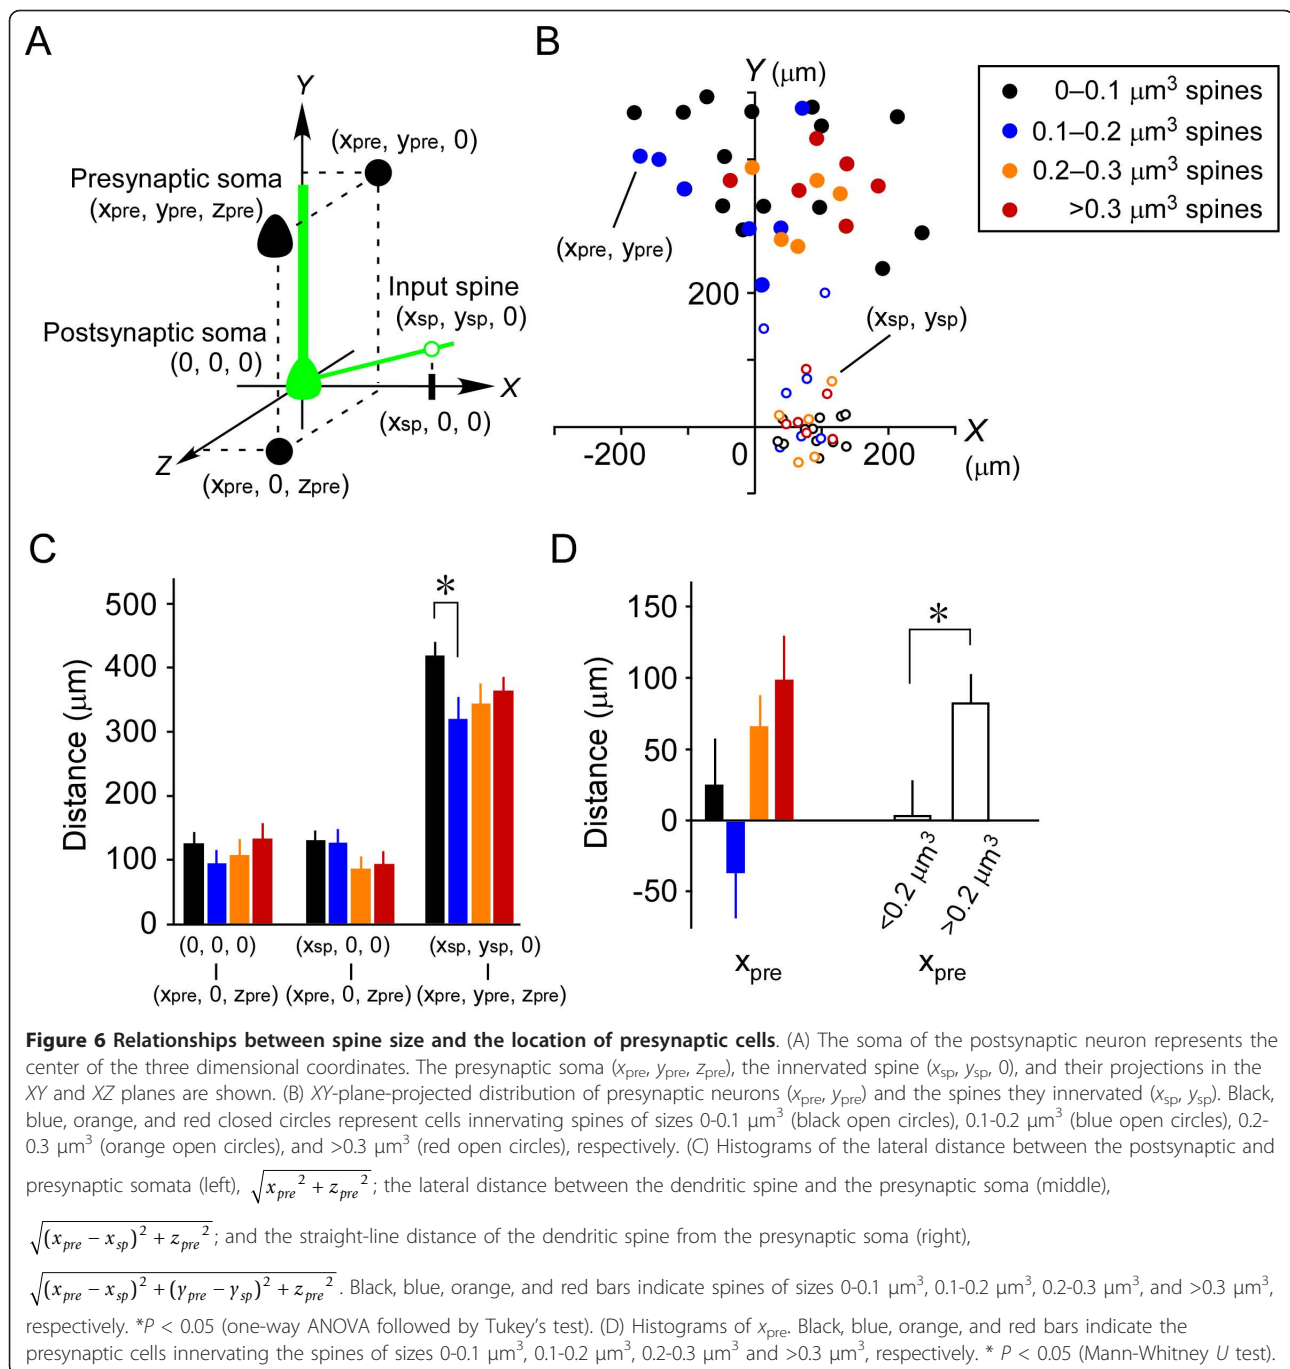 A
Y
(xpre, ypre, 0)
Presynaptic soma
(xpre, ypre, zpre)
Input spine
(xsp, ysp, 0)
Postsynaptic soma
(0, 0, 0)
X
(xsp, 0, 0)
Z
(xpre, 0, zpre)
B
Y (μm)
0–0.1 μm³ spines
0.1–0.2 μm³ spines
0.2–0.3 μm³ spines
>0.3 μm³ spines
(xpre, ypre)
200
(xsp, ysp)
X
(μm)
-200
0
200
C
Distance (μm)
500
400
300
200
100
0
*
(0, 0, 0)
(xpre, 0, zpre)
(xsp, 0, 0)
(xpre, 0, zpre)
(xsp, ysp, 0)
(xpre, ypre, zpre)
D
Distance (μm)
150
100
50
0
-50
*
<0.2 μm³
>0.2 μm³
xpre
xpre
Figure 6 Relationships between spine size and the location of presynaptic cells. (A) The soma of the postsynaptic neuron represents the
center of the three dimensional coordinates. The presynaptic soma (xpre, ypre, zpre), the innervated spine (xsp, ysp, 0), and their projections in the
XY and XZ planes are shown. (B) XY-plane-projected distribution of presynaptic neurons (xpre, ypre) and the spines they innervated (xsp, ysp). Black,
blue, orange, and red closed circles represent cells innervating spines of sizes 0-0.1 μm³ (black open circles), 0.1-0.2 μm³ (blue open circles), 0.2-
0.3 μm³ (orange open circles), and >0.3 μm³ (red open circles), respectively. (C) Histograms of the lateral distance between the postsynaptic and
presynaptic somata (left), √(xpre² + zpre²); the lateral distance between the dendritic spine and the presynaptic soma (middle),
√((xpre − xsp)² + zpre²); and the straight-line distance of the dendritic spine from the presynaptic soma (right),
√((xpre − xsp)² + (ypre − ysp)² + zpre²). Black, blue, orange, and red bars indicate spines of sizes 0-0.1 μm³, 0.1-0.2 μm³, 0.2-0.3 μm³, and >0.3 μm³,
respectively. *P < 0.05 (one-way ANOVA followed by Tukey's test). (D) Histograms of xpre. Black, blue, orange, and red bars indicate the
presynaptic cells innervating the spines of sizes 0-0.1 μm³, 0.1-0.2 μm³, 0.2-0.3 μm³ and >0.3 μm³, respectively. * P < 0.05 (Mann-Whitney U test).